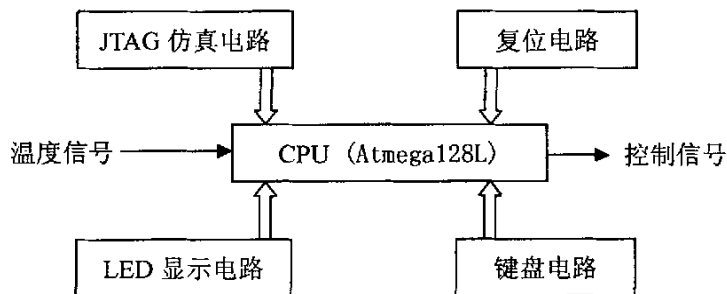 JTAG 仿真电路
复位电路
温度信号
CPU (Atmega128L)
控制信号
LED 显示电路
键盘电路